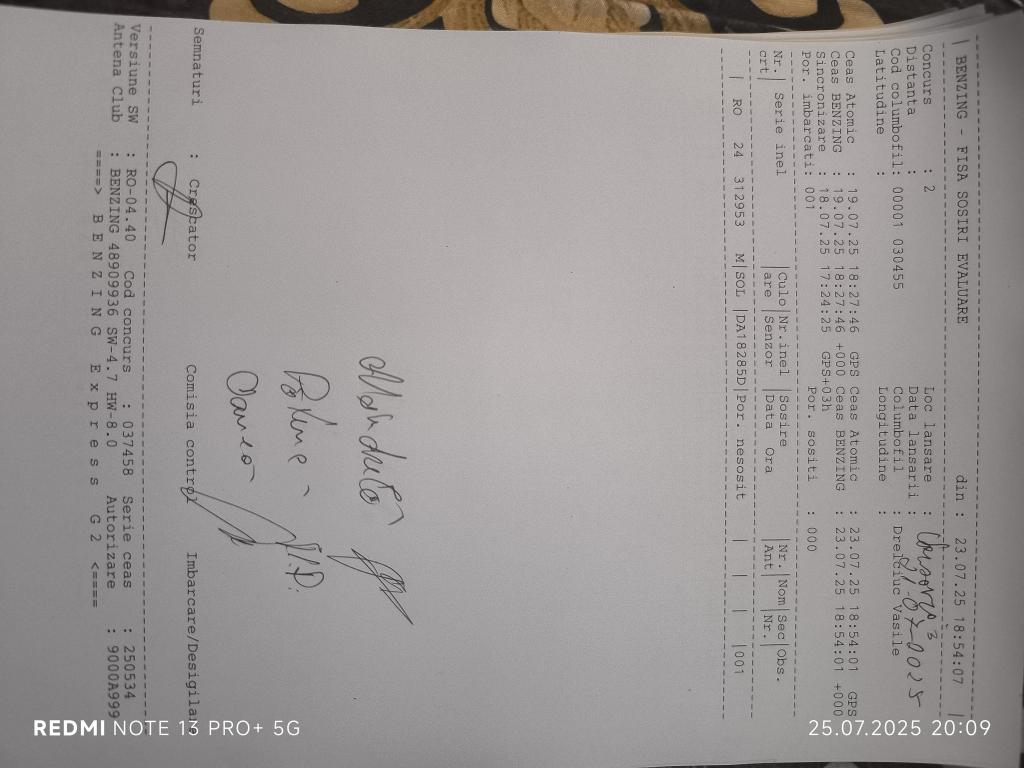 | BENZING - FISA SOSIRI EVALUARE din : 23.07.25 18:54:07 |
Concurs : 2 Loc lansare :
Distanta : Data lansarii :
Cod columbofil: 00001 030455 Columbofil : Vasile
Latitudine : Longitudine :
Ceas Atomic : 19.07.25 18:27:46 GPS Ceas Atomic : 23.07.25 18:54:01 GPS
Ceas BENZING : 19.07.25 18:27:46 +000 Ceas BENZING : 23.07.25 18:54:01 +000
Sincronizare : 18.07.25 17:24:25 GPS+03h
Por. imbarcati: 001 Por. sositi : 000
Nr.| Serie inel |Culo|Nr.inel| Sosire |Nr.|Nom|Sec|Obs.
crt| |are |Senzor | Data Ora |Ant| |Nr.|
| RO 24 312953 M|SOL |DA18285D|Por. nesosit | | | |001
Semnaturi : Crescator Comisia control Imbarcare/Desigilar
Versiune SW : RO-04.40 Cod concurs : 037458 Serie ceas : 250534
Antena Club : BENZING 48909936 SW 4.7 HW 8.0 Autorizare : 9000A999
====> B E N Z I N G E x p r e s s G 2 <====
REDMI NOTE 13 PRO+ 5G
25.07.2025 20:09